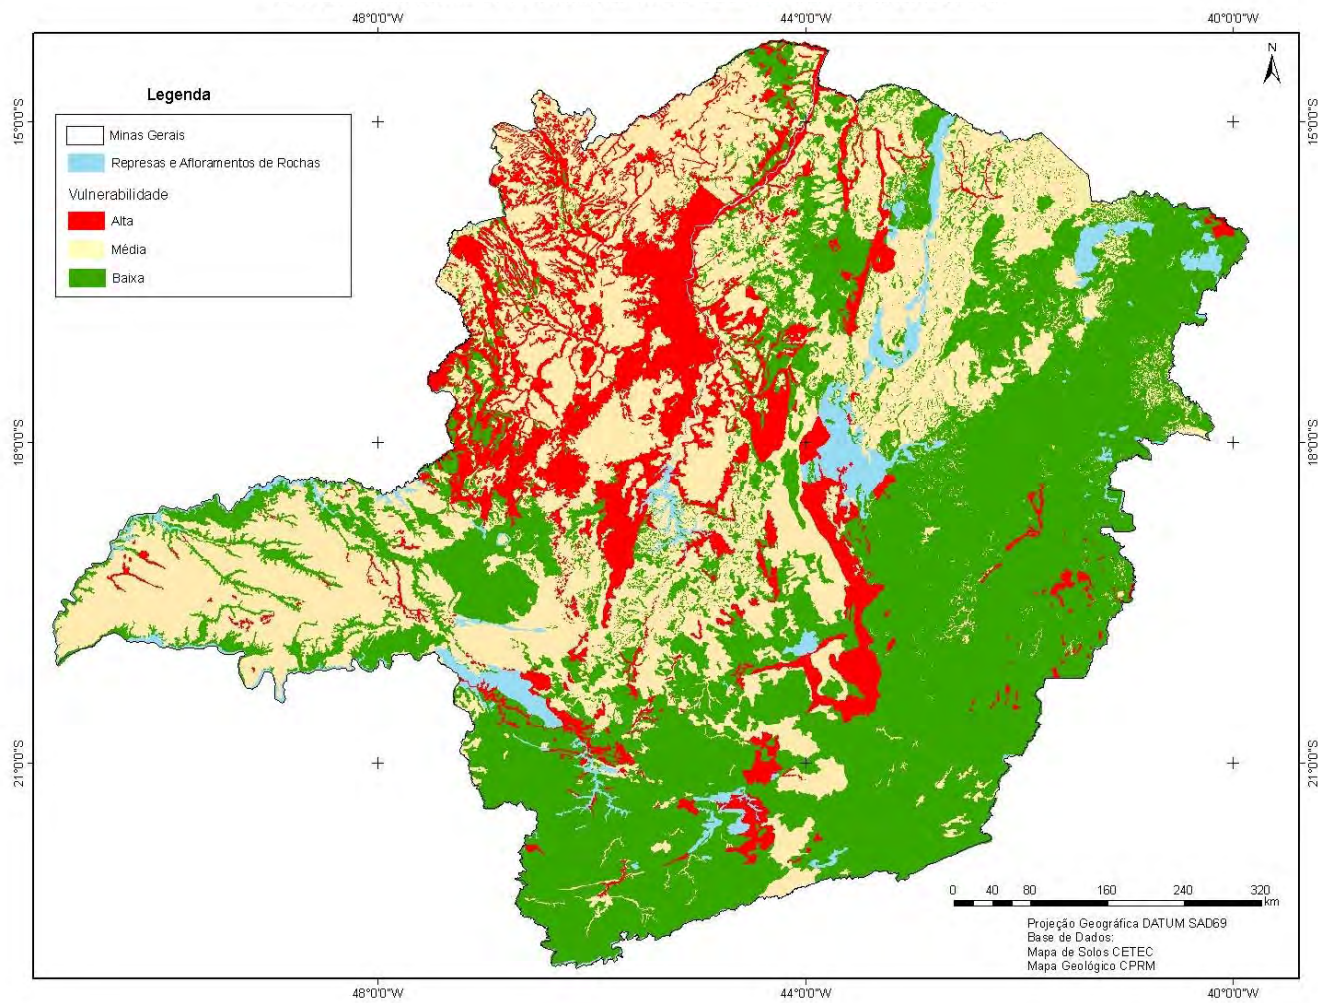 48°0'0"W
44°0'0"W
40°0'0"W
N
Legenda
Minas Gerais
Represas e Afloramentos de Rochas
Vulnerabilidade
Alta
Média
Baixa
15°0'0"S
15°0'0"S
18°0'0"S
18°0'0"S
21°0'0"S
21°0'0"S
0 40 80 160 240 320
km
Projeção Geográfica DATUM SAD69
Base de Dados:
Mapa de Solos CETEC
Mapa Geológico CPRM
48°0'0"W
44°0'0"W
40°0'0"W